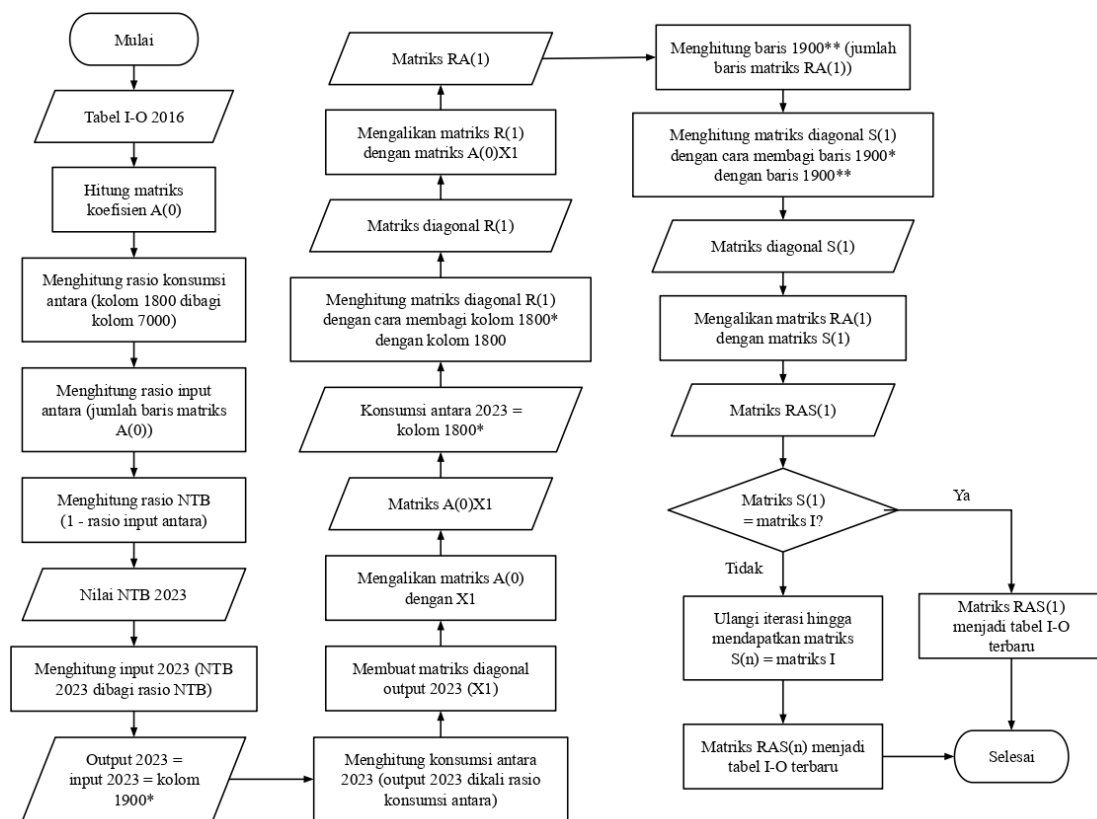 Mulai
Tabel I-O 2016
Hitung matriks
koefisien A(0)
Menghitung rasio konsumsi
antara (kolom 1800 dibagi
kolom 7000)
Menghitung rasio input
antara (jumlah baris matriks
A(0))
Menghitung rasio NTB
(1 - rasio input antara)
Nilai NTB 2023
Menghitung input 2023 (NTB
2023 dibagi rasio NTB)
Output 2023 =
input 2023 = kolom
1900*
Menghitung konsumsi antara
2023 (output 2023 dikali rasio
konsumsi antara)
Membuat matriks diagonal
output 2023 (X1)
Mengalikan matriks A(0)
dengan X1
Matriks A(0)X1
Konsumsi antara 2023 =
kolom 1800*
Menghitung matriks diagonal R(1)
dengan cara membagi kolom 1800*
dengan kolom 1800
Matriks diagonal R(1)
Mengalikan matriks R(1)
dengan matriks A(0)X1
Matriks RA(1)
Menghitung baris 1900** (jumlah
baris matriks RA(1))
Menghitung matriks diagonal S(1)
dengan cara membagi baris 1900*
dengan baris 1900**
Matriks diagonal S(1)
Mengalikan matriks RA(1)
dengan matriks S(1)
Matriks RAS(1)
Matriks S(1)
= matriks I?
Ya
Tidak
Ulangi iterasi hingga
mendapatkan matriks
S(n) = matriks I
Matriks RAS(n) menjadi
tabel I-O terbaru
Matriks RAS(1)
menjadi tabel I-O
terbaru
Selesai